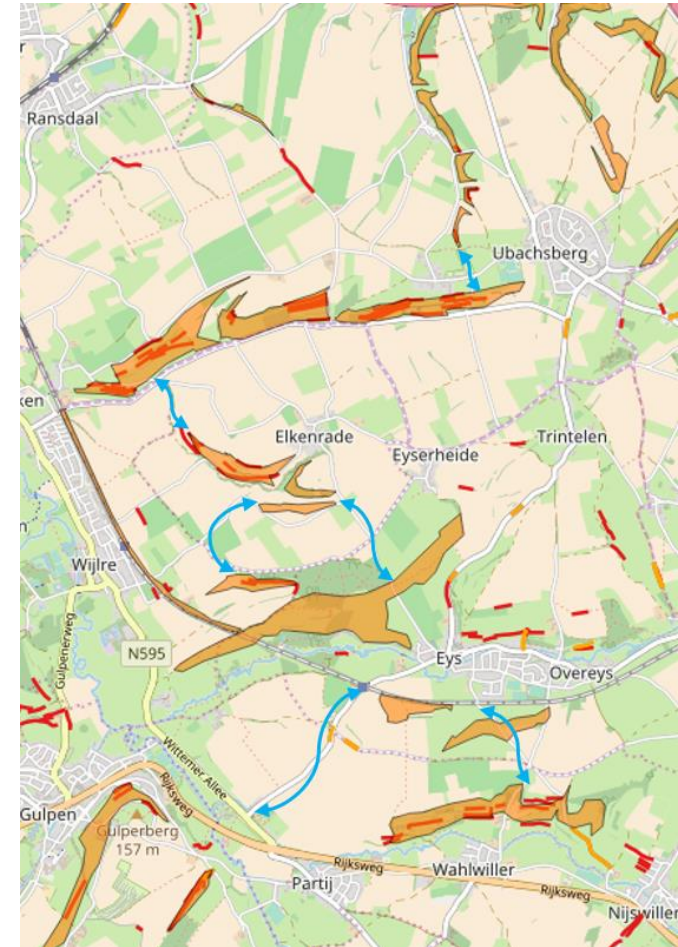 Ransdaal
Ubachsberg
ken
Elkenrade
Eyserheide
Trintelen
Wijlre
Gulpenerweg
N595
Eys
Overeys
Wittemer Allee
Rijksweg
Gulpen
Gulperberg
157 m
Rijksweg
Wahlwiller
Partij
Rijksweg
Nijswiller